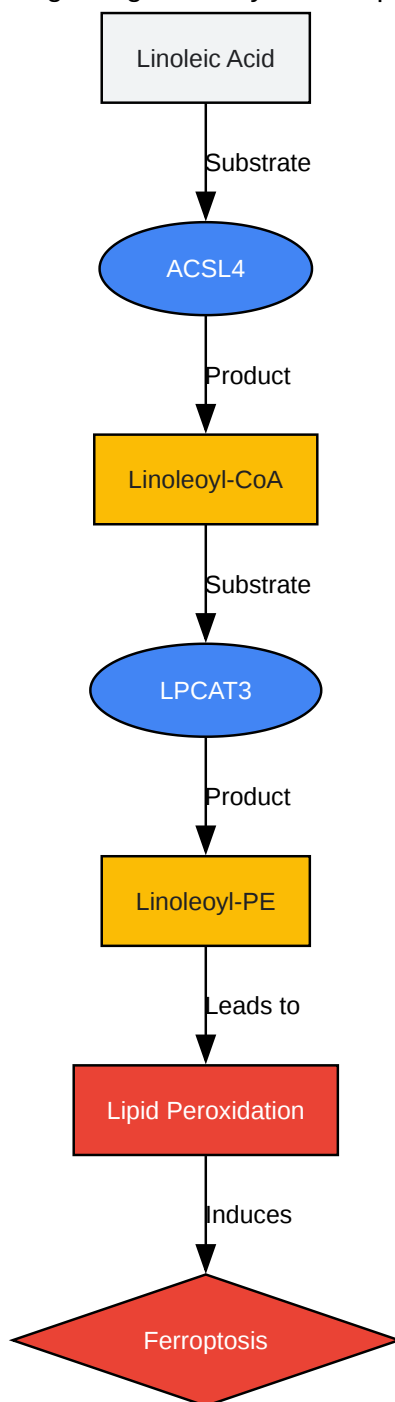 Linoleic Acid
Substrate
ACSL4
Product
Linoleoyl-CoA
Substrate
LPCAT3
Product
Linoleoyl-PE
Leads to
Lipid Peroxidation
Induces
Ferroptosis